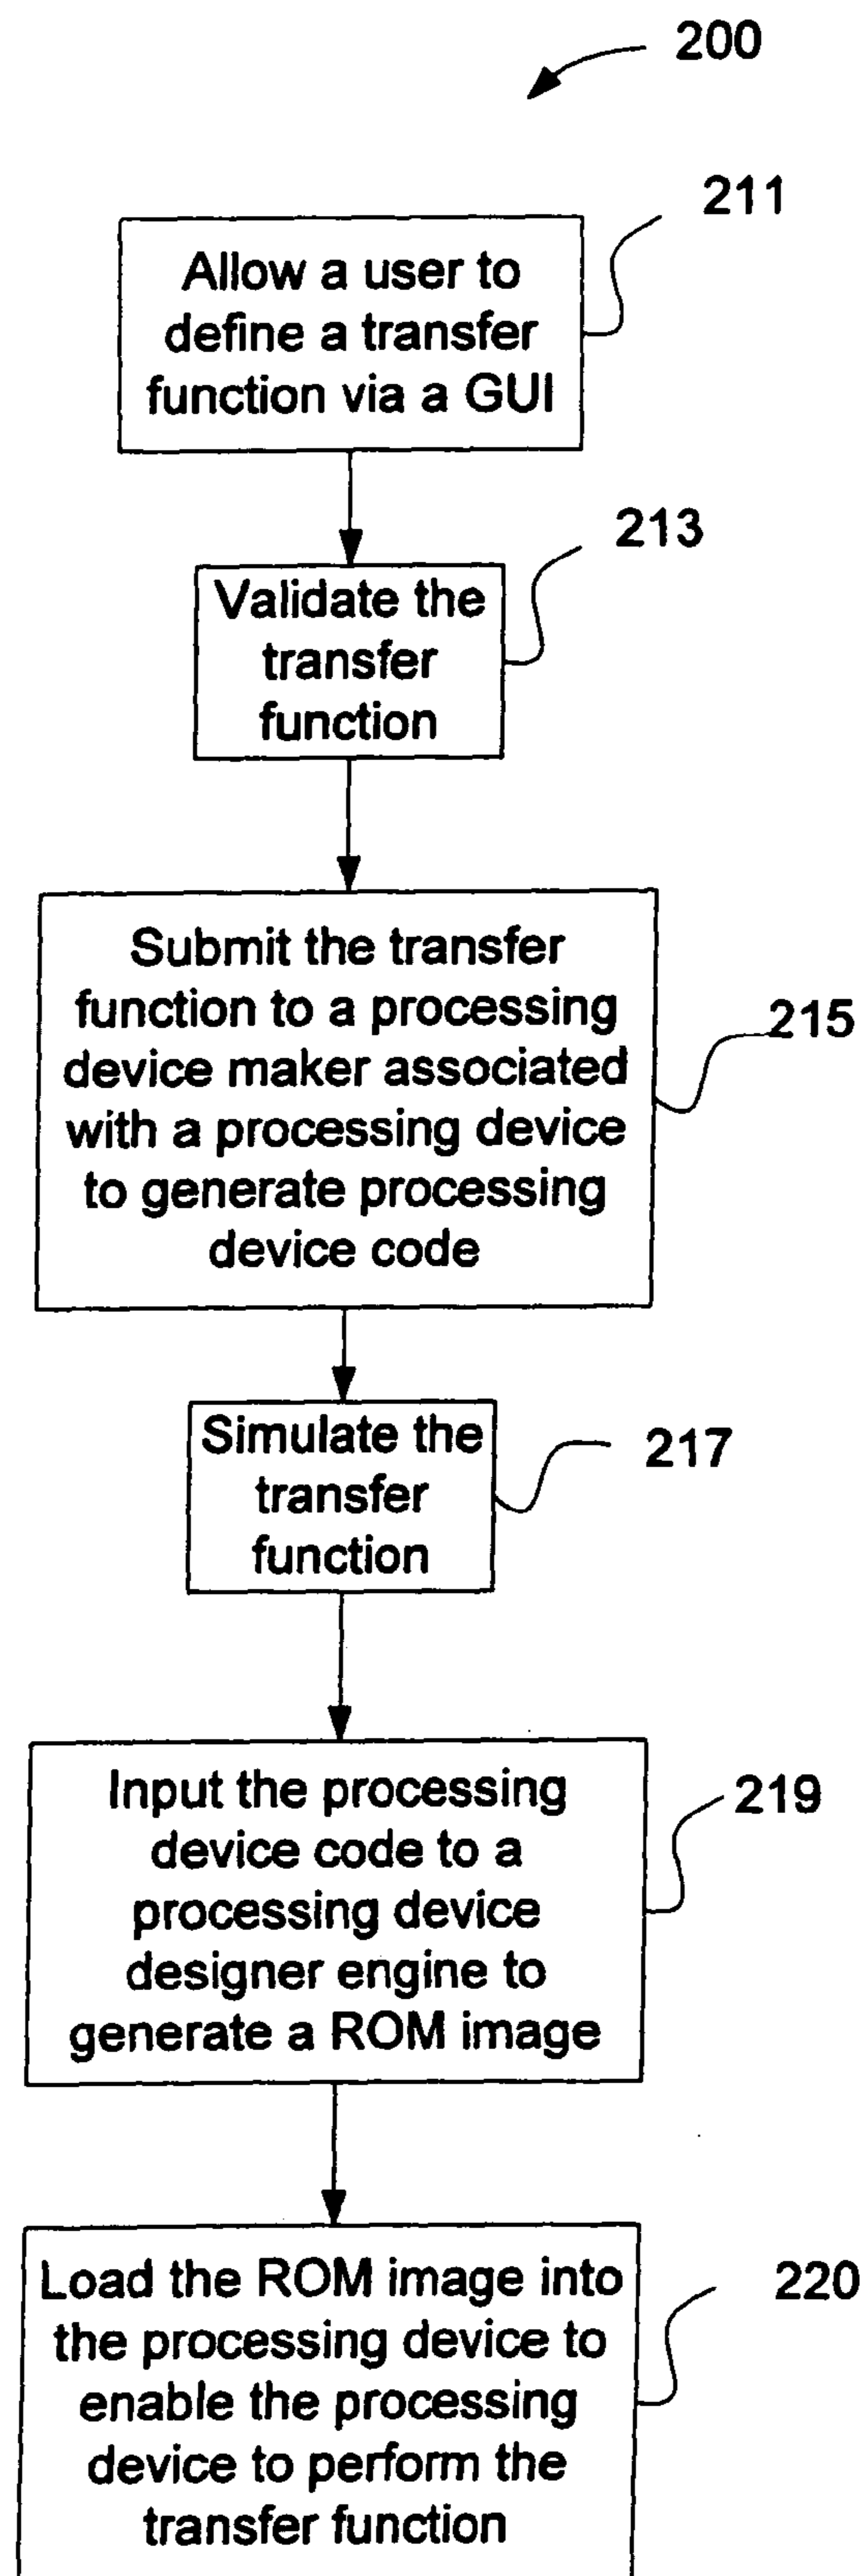 200
211
Allow a user to
define a transfer
function via a GUI
213
Validate the
transfer
function
Submit the transfer
function to a processing
device maker associated
with a processing device
to generate processing
device code
215
Simulate the
transfer
function
217
Input the processing
device code to a
processing device
designer engine to
generate a ROM image
219
Load the ROM image into
the processing device to
enable the processing
device to perform the
transfer function
220